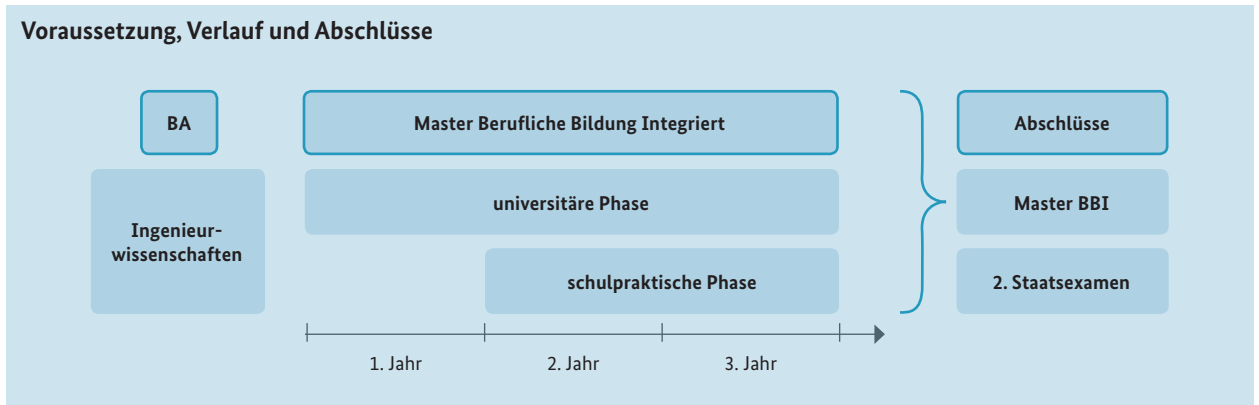 Voraussetzung, Verlauf und Abschlüsse
BA
Master Berufliche Bildung Integriert
Abschlüsse
Ingenieur-
wissenschaften
universitäre Phase
Master BBI
schulpraktische Phase
2. Staatsexamen
1. Jahr
2. Jahr
3. Jahr